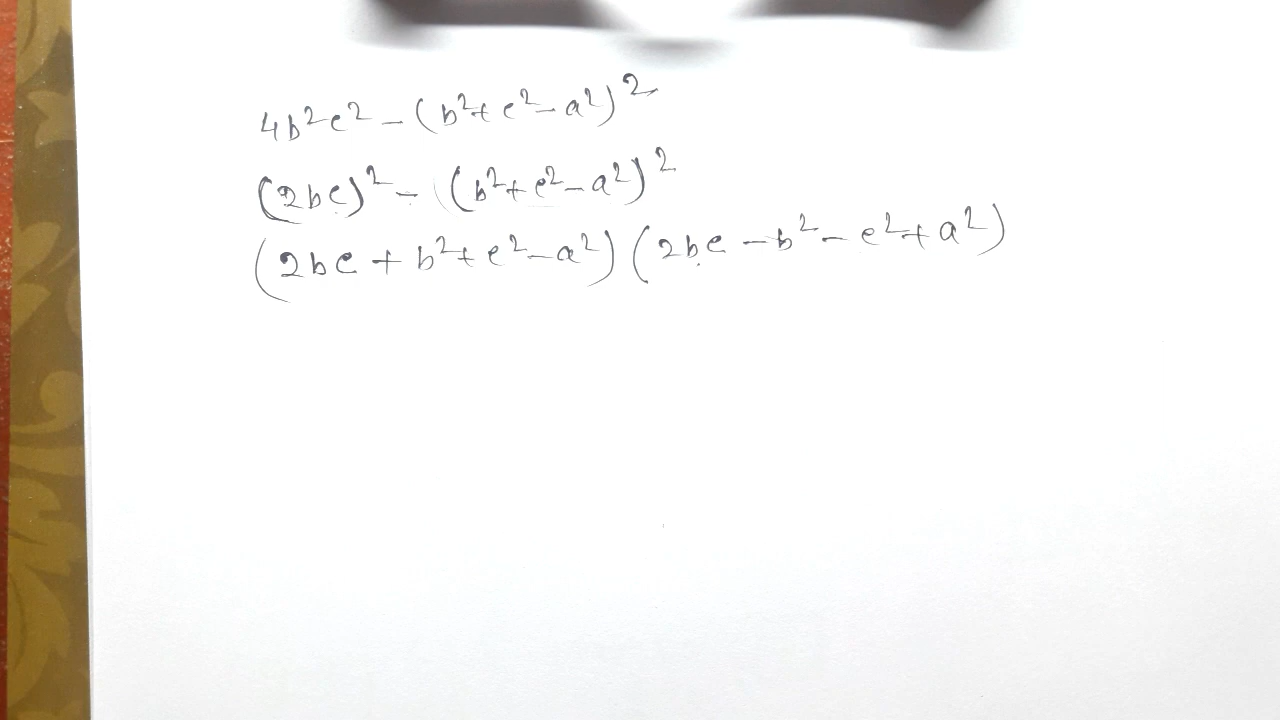 4b²c² - (b²+c²-a²)²
(2bc)² - (b²+c²-a²)²
(2bc + b²+c²-a²)(2bc -b²-c²+a²)